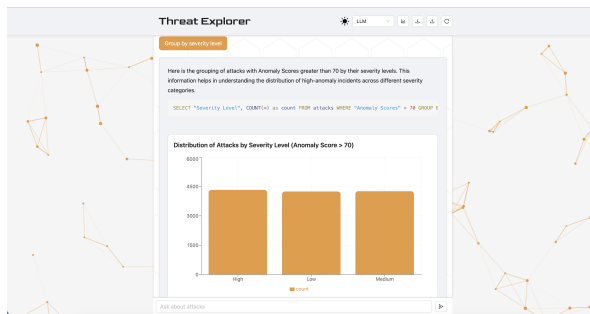 Threat Explorer
LLM
Group by severity level
Here is the grouping of attacks with Anomaly Scores greater than 70 by their severity levels. This
information helps in understanding the distribution of high-anomaly incidents across different severity
categories.
SELECT "Severity Level", COUNT(*) as count FROM attacks WHERE "Anomaly Scores" > 70 GROUP
Distribution of Attacks by Severity Level (Anomaly Score > 70)
6000
4500
3000
1500
0
High Low Medium
count
Ask about attacks